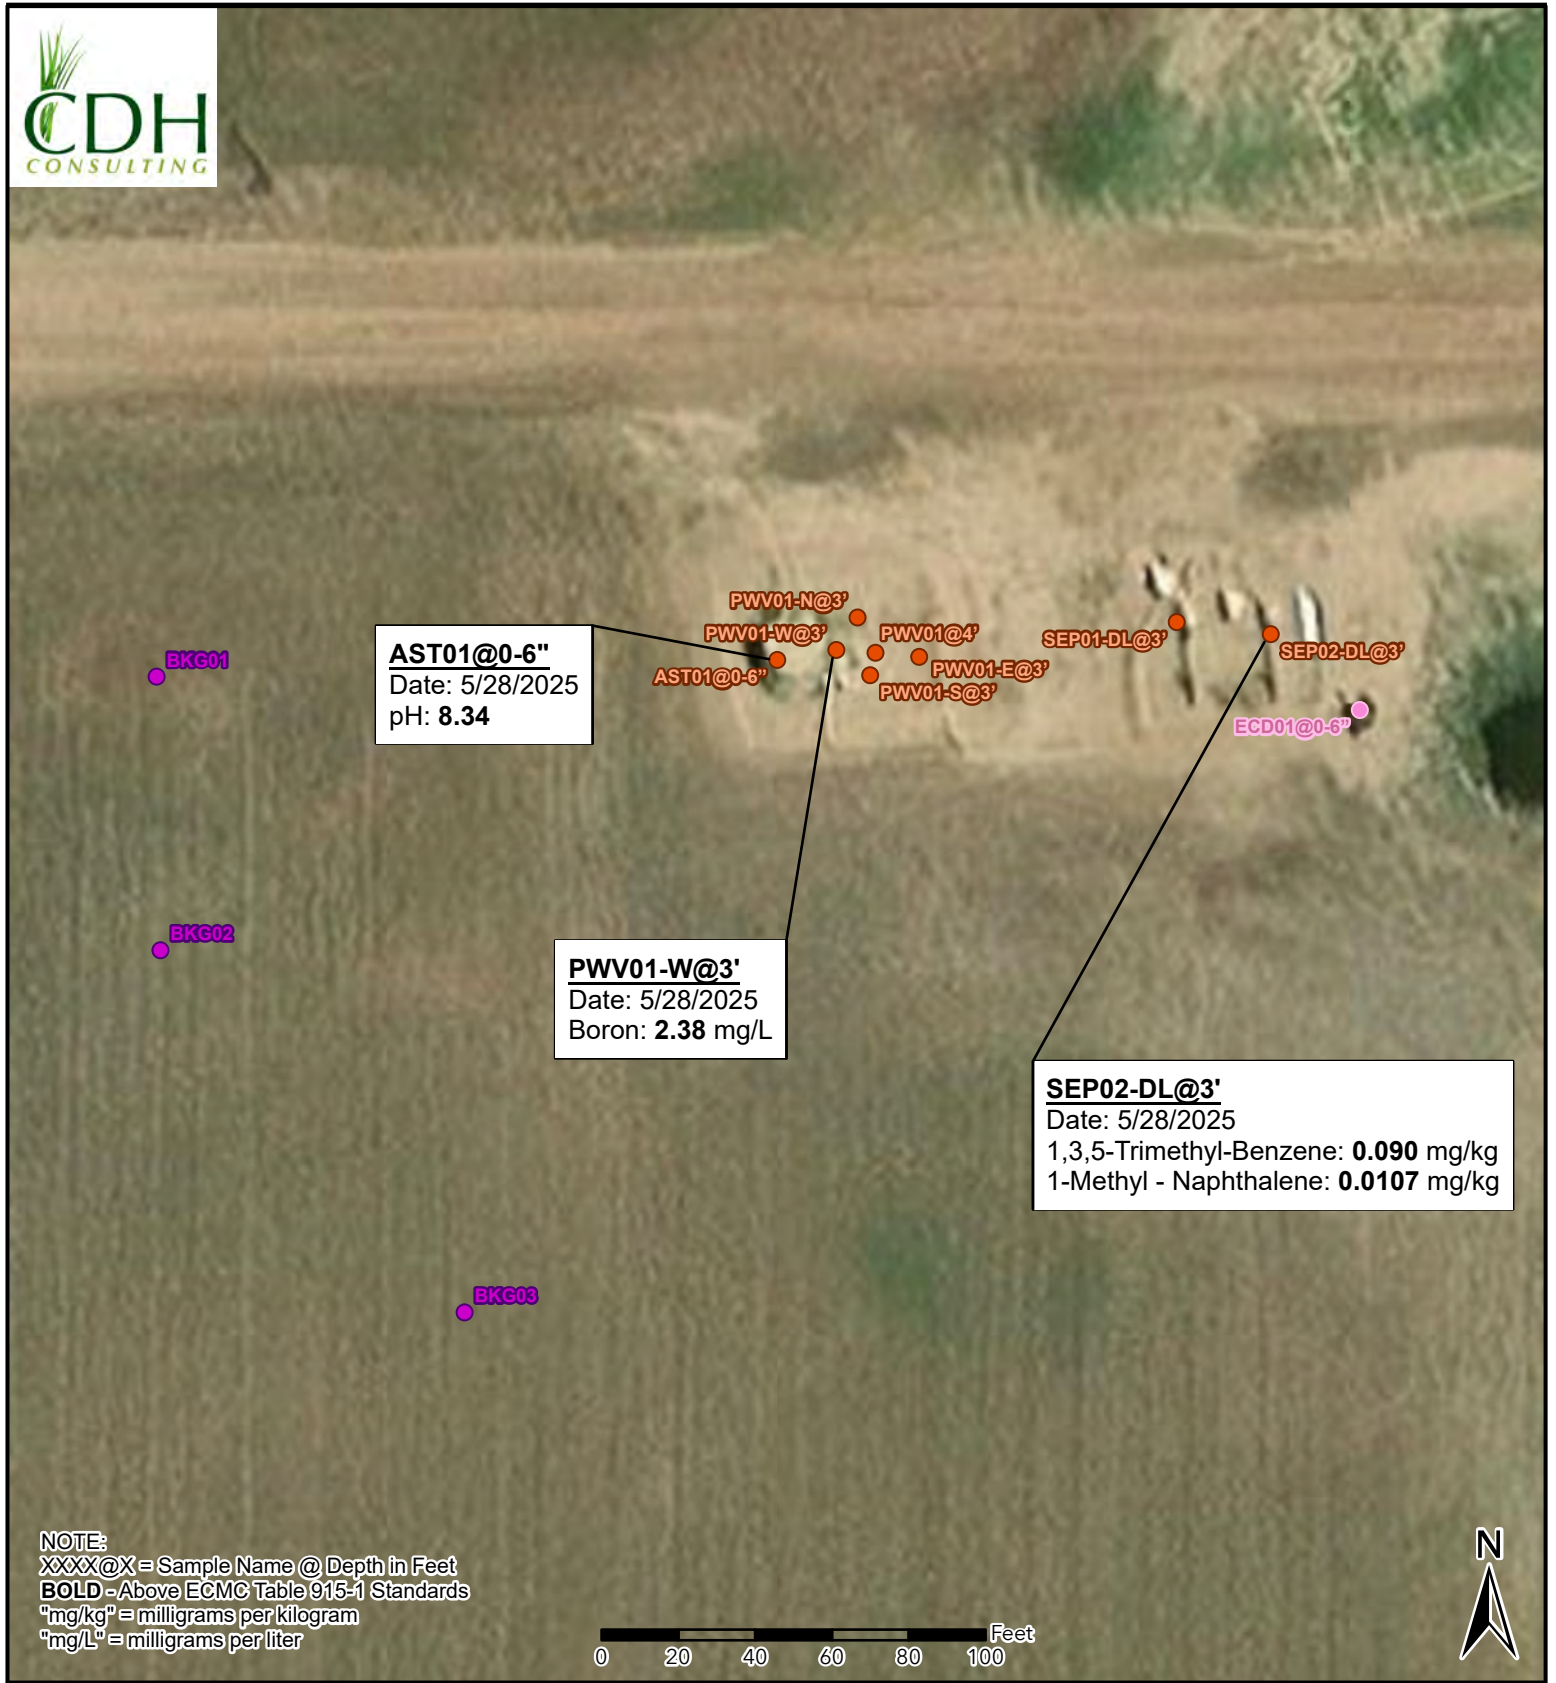 CDH
CONSULTING
PWV01-N@3'
PWV01-W@3'
PWV01@4'
AST01@0-6"
PWV01-E@3'
PWV01-S@3'
SEP01-DL@3'
SEP02-DL@3'
ECD01@0-6"
BKG01
AST01@0-6"
Date: 5/28/2025
pH: 8.34
BKG02
PWV01-W@3'
Date: 5/28/2025
Boron: 2.38 mg/L
SEP02-DL@3'
Date: 5/28/2025
1,3,5-Trimethyl-Benzene: 0.090 mg/kg
1-Methyl - Naphthalene: 0.0107 mg/kg
BKG03
NOTE:
XXXX@X = Sample Name @ Depth in Feet
BOLD - Above ECMC Table 915-1 Standards
"mg/kg" = milligrams per kilogram
"mg/L" = milligrams per liter
Feet
0 20 40 60 80 100
N